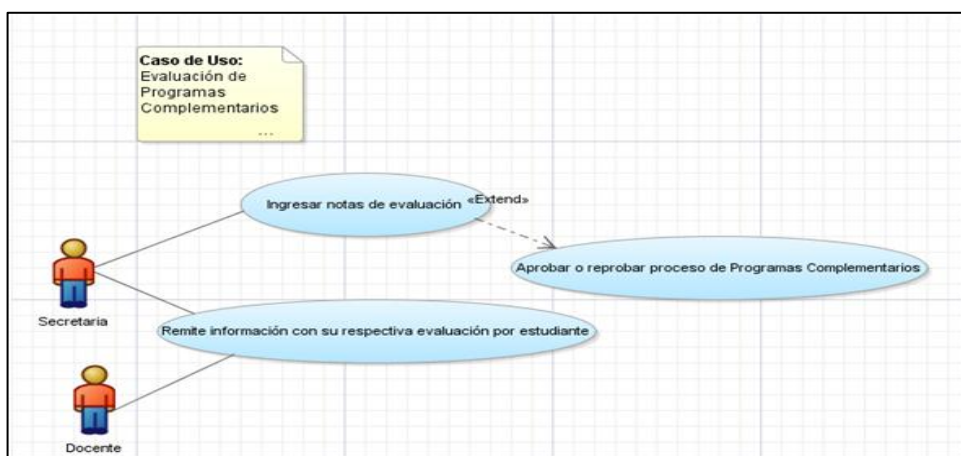 Caso de Uso:
Evaluación de
Programas
Complementarios
...
Ingresar notas de evaluación
«Extend»
Aprobar o reprobar proceso de Programas Complementarios
Secretaria
Remite información con su respectiva evaluación por estudiante
Docente